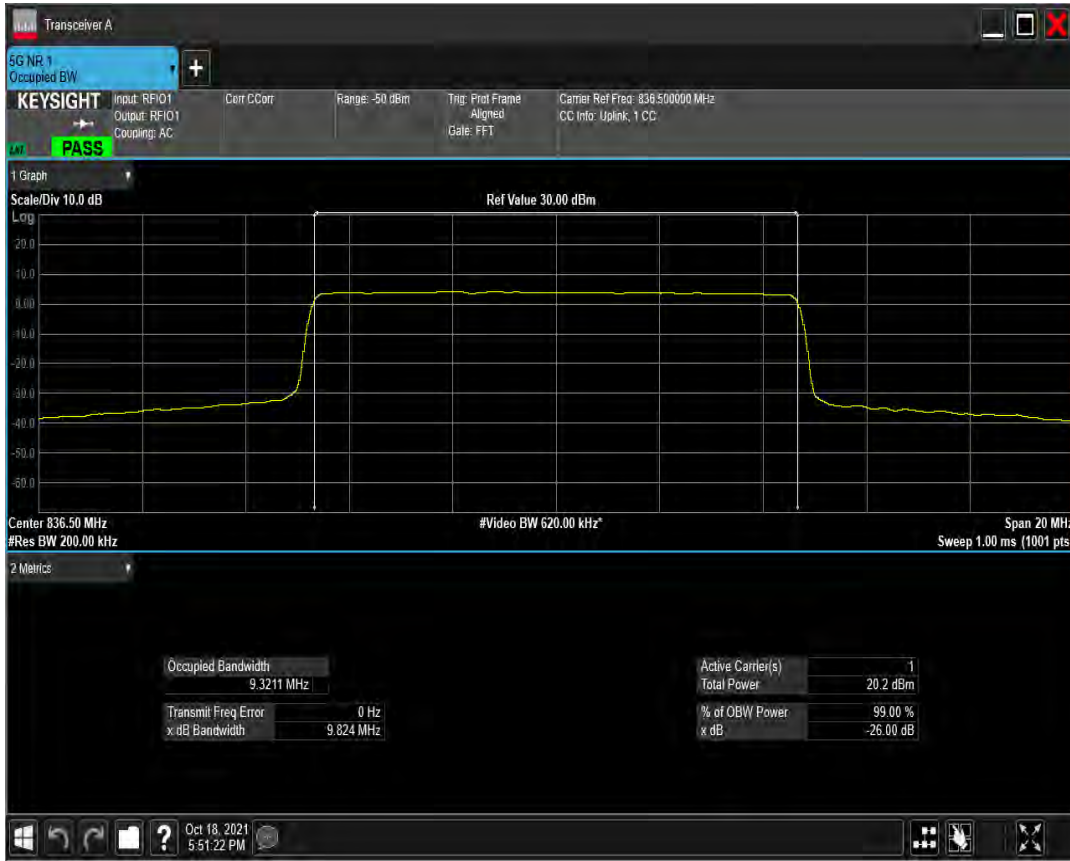 Transceiver A
5G NR 1
Occupied BW
+
KEYSIGHT
Input: RFIO1
Output: RFIO1
Coupling: AC
Corr CCorr
Range: -50 dBm
Trig: Prot Frame
Aligned
Gate: FFT
Carrier Ref Freq: 836.500000 MHz
CC Info: Uplink, 1 CC
PASS
1 Graph
Scale/Div 10.0 dB
Ref Value 30.00 dBm
Log
20.0
10.0
0.00
-10.0
-20.0
-30.0
-40.0
-50.0
-60.0
Center 836.50 MHz
#Video BW 620.00 kHz*
Span 20 MHz
#Res BW 200.00 kHz
Sweep 1.00 ms (1001 pts
2 Metrics
Occupied Bandwidth
9.3211 MHz
Transmit Freq Error 0 Hz
x dB Bandwidth 9.824 MHz
Active Carrier(s) 1
Total Power 20.2 dBm
% of OBW Power 99.00 %
x dB -26.00 dB
?
Oct 18, 2021
5:51:22 PM